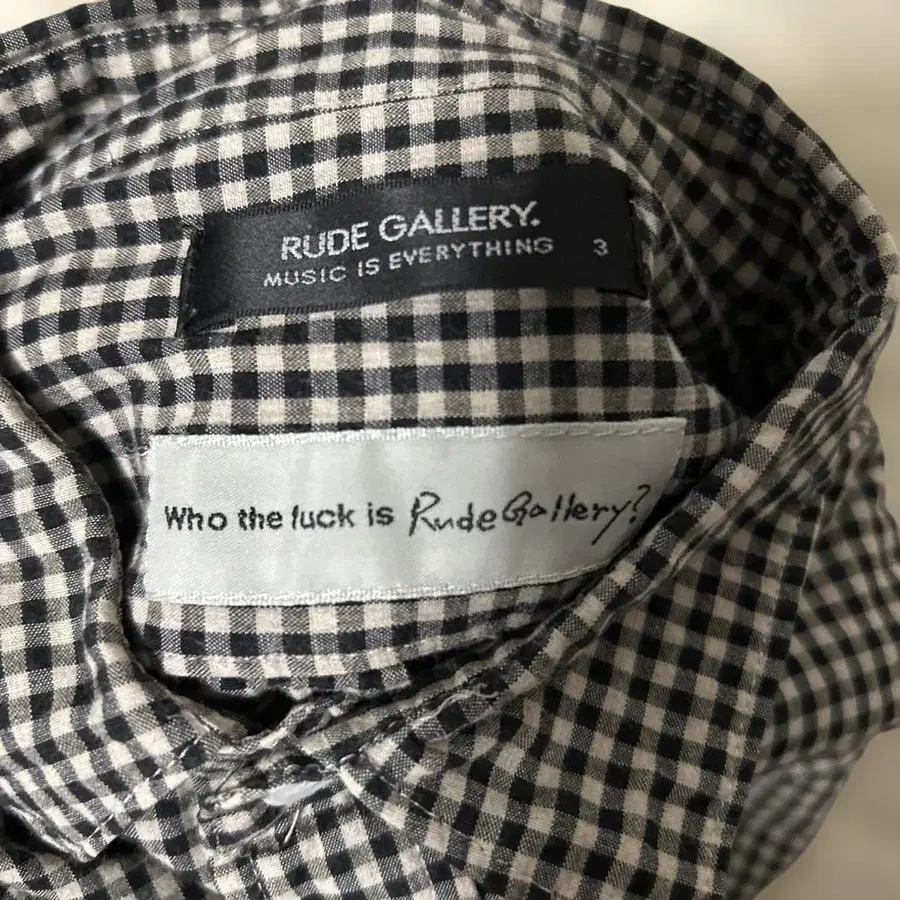 RUDE GALLERY. 3
MUSIC IS EVERYTHING
Who the fuck is RudeGallery?